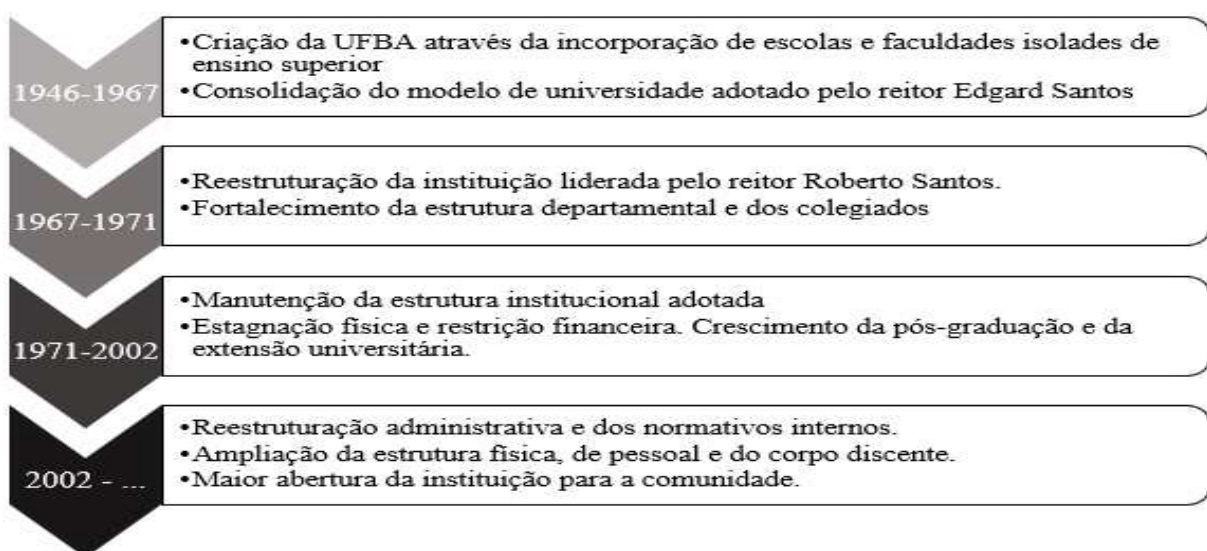 1946-1967
•Criação da UFBA através da incorporação de escolas e faculdades isolades de
ensino superior
•Consolidação do modelo de universidade adotado pelo reitor Edgard Santos
1967-1971
•Reestruturação da instituição liderada pelo reitor Roberto Santos.
•Fortalecimento da estrutura departamental e dos colegiados
1971-2002
•Manutenção da estrutura institucional adotada
•Estagnação física e restrição financeira. Crescimento da pós-graduação e da
extensão universitária.
2002 - ...
•Reestruturação administrativa e dos normativos internos.
•Ampliação da estrutura física, de pessoal e do corpo discente.
•Maior abertura da instituição para a comunidade.